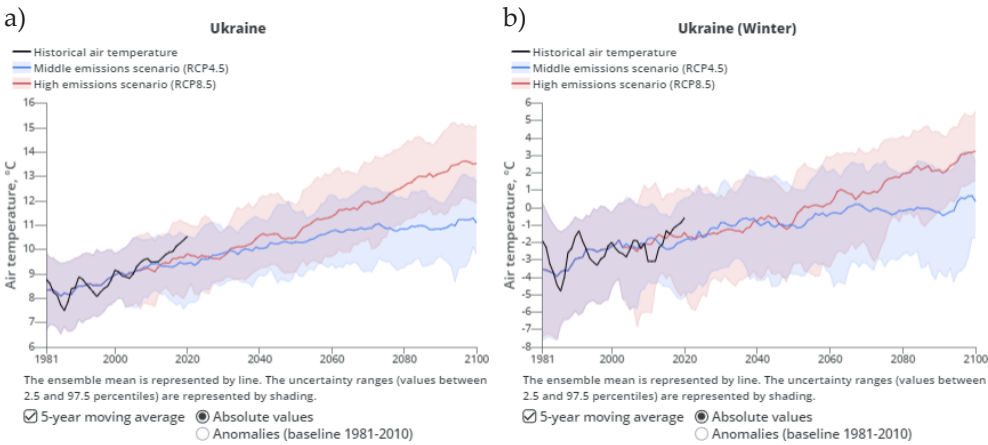 a)
Ukraine
Historical air temperature
Middle emissions scenario (RCP4.5)
High emissions scenario (RCP8.5)
Air temperature, °C
16
15
14
13
12
11
10
9
8
7
6
1981
2000
2020
2040
2060
2080
2100
The ensemble mean is represented by line. The uncertainty ranges (values between
2.5 and 97.5 percentiles) are represented by shading.
5-year moving average
Absolute values
Anomalies (baseline 1981-2010)
b)
Ukraine (Winter)
Historical air temperature
Middle emissions scenario (RCP4.5)
High emissions scenario (RCP8.5)
Air temperature, °C
6
5
4
3
2
1
0
-1
-2
-3
-4
-5
-6
-7
-8
1981
2000
2020
2040
2060
2080
2100
The ensemble mean is represented by line. The uncertainty ranges (values between
2.5 and 97.5 percentiles) are represented by shading.
5-year moving average
Absolute values
Anomalies (baseline 1981-2010)